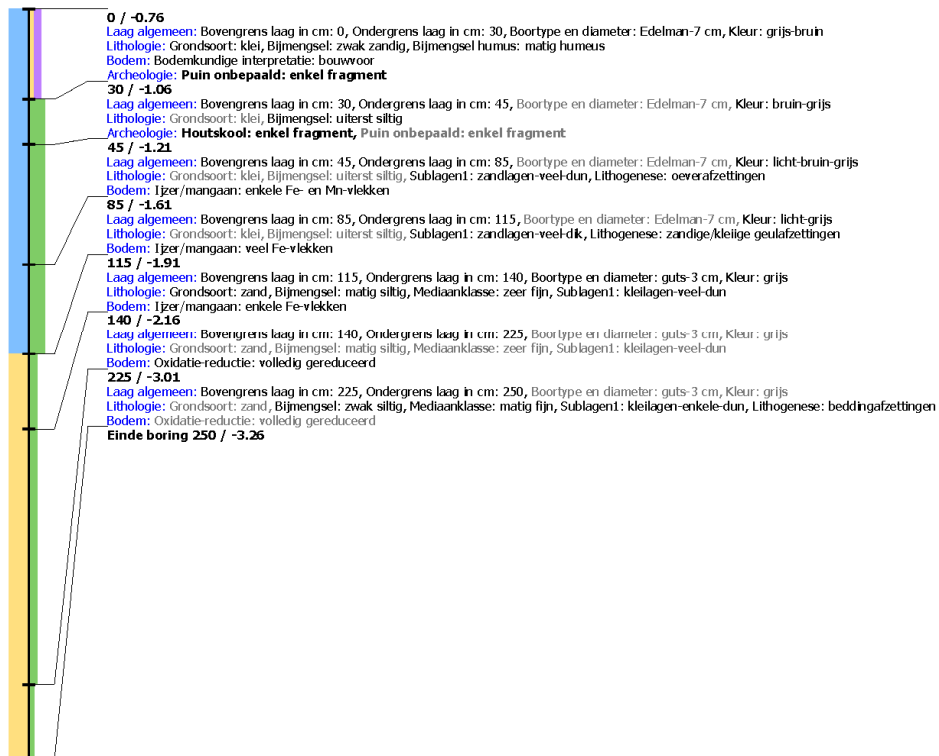 0 / -0.76
Laag algemeen: Bovengrens laag in cm: 0, Ondergrens laag in cm: 30, Boortype en diameter: Edelman-7 cm, Kleur: grijs-bruin
Lithologie: Grondsoort: klei, Bijmengsel: zwak zandig, Bijmengsel humus: matig humeus
Bodem: Bodemkundige interpretatie: bouwvoor
Archeologie: Puin onbepaald: enkel fragment
30 / -1.06
Laag algemeen: Bovengrens laag in cm: 30, Ondergrens laag in cm: 45, Boortype en diameter: Edelman-7 cm, Kleur: bruin-grijs
Lithologie: Grondsoort: klei, Bijmengsel: uiterst siltig
Archeologie: Houtskool: enkel fragment, Puin onbepaald: enkel fragment
45 / -1.21
Laag algemeen: Bovengrens laag in cm: 45, Ondergrens laag in cm: 85, Boortype en diameter: Edelman-7 cm, Kleur: licht-bruin-grijs
Lithologie: Grondsoort: klei, Bijmengsel: uiterst siltig, Sublagen1: zandlagen-veel-dun, Lithogenese: oeverafzettingen
Bodem: Ijzer/mangaan: enkele Fe- en Mn-vlekken
85 / -1.61
Laag algemeen: Bovengrens laag in cm: 85, Ondergrens laag in cm: 115, Boortype en diameter: Edelman-7 cm, Kleur: licht-grijs
Lithologie: Grondsoort: klei, Bijmengsel: uiterst siltig, Sublagen1: zandlagen-veel-dik, Lithogenese: zandige/kleiige geulafzettingen
Bodem: Ijzer/mangaan: veel Fe-vlekken
115 / -1.91
Laag algemeen: Bovengrens laag in cm: 115, Ondergrens laag in cm: 140, Boortype en diameter: guts-3 cm, Kleur: grijs
Lithologie: Grondsoort: zand, Bijmengsel: matig siltig, Mediaanklasse: zeer fijn, Sublagen1: kleilagen-veel-dun
Bodem: Ijzer/mangaan: enkele Fe-vlekken
140 / -2.16
Laag algemeen: Bovengrens laag in cm: 140, Ondergrens laag in cm: 225, Boortype en diameter: guts-3 cm, Kleur: grijs
Lithologie: Grondsoort: zand, Bijmengsel: matig siltig, Mediaanklasse: zeer fijn, Sublagen1: kleilagen-veel-dun
Bodem: Oxidatie-reductie: volledig gereduceerd
225 / -3.01
Laag algemeen: Bovengrens laag in cm: 225, Ondergrens laag in cm: 250, Boortype en diameter: guts-3 cm, Kleur: grijs
Lithologie: Grondsoort: zand, Bijmengsel: zwak siltig, Mediaanklasse: matig fijn, Sublagen1: kleilagen-enkele-dun, Lithogenese: beddingafzettingen
Bodem: Oxidatie-reductie: volledig gereduceerd
Einde boring 250 / -3.26